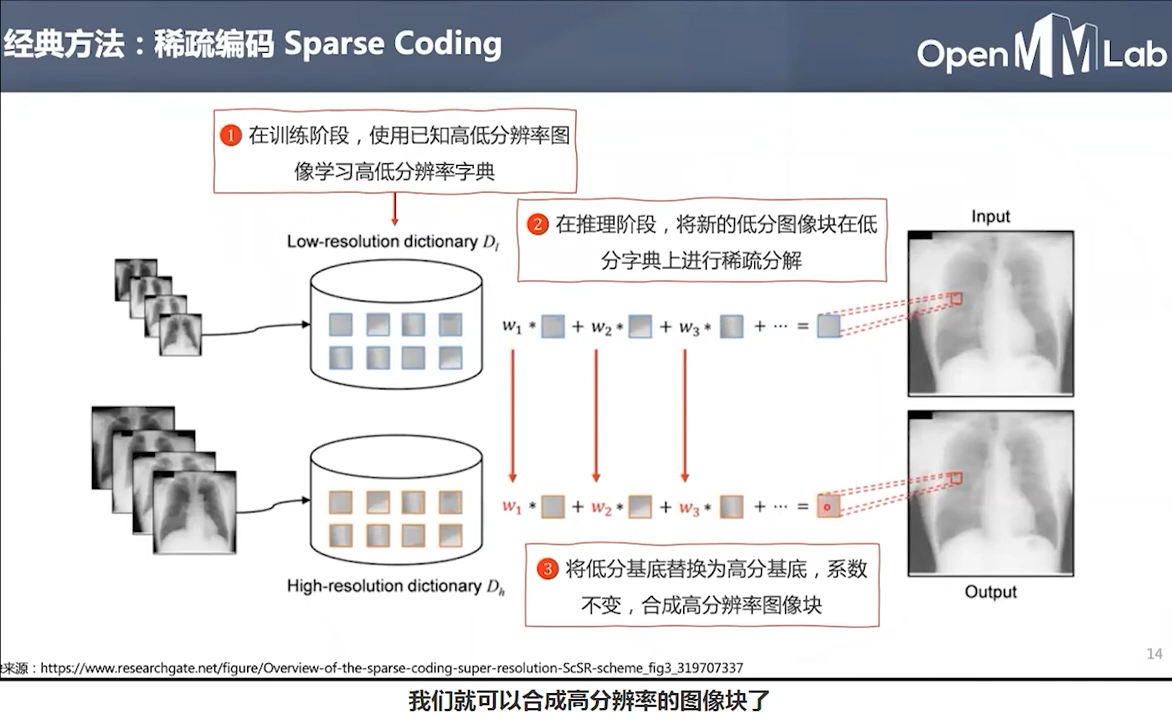 经典方法：稀疏编码 Sparse Coding
OpenMMLab
1 在训练阶段，使用已知高低分辨率图
像学习高低分辨率字典
2 在推理阶段，将新的低分图像块在低
分字典上进行稀疏分解
Input
Low-resolution dictionary Dl
w1 * + w2 * + w3 * + ··· =
w1 * + w2 * + w3 * + ··· =
High-resolution dictionary Dh
3 将低分基底替换为高分基底，系数
不变，合成高分辨率图像块
Output
来源：https://www.researchgate.net/figure/Overview-of-the-sparse-coding-super-resolution-ScSR-scheme_fig3_319707337
14
我们就可以合成高分辨率的图像块了